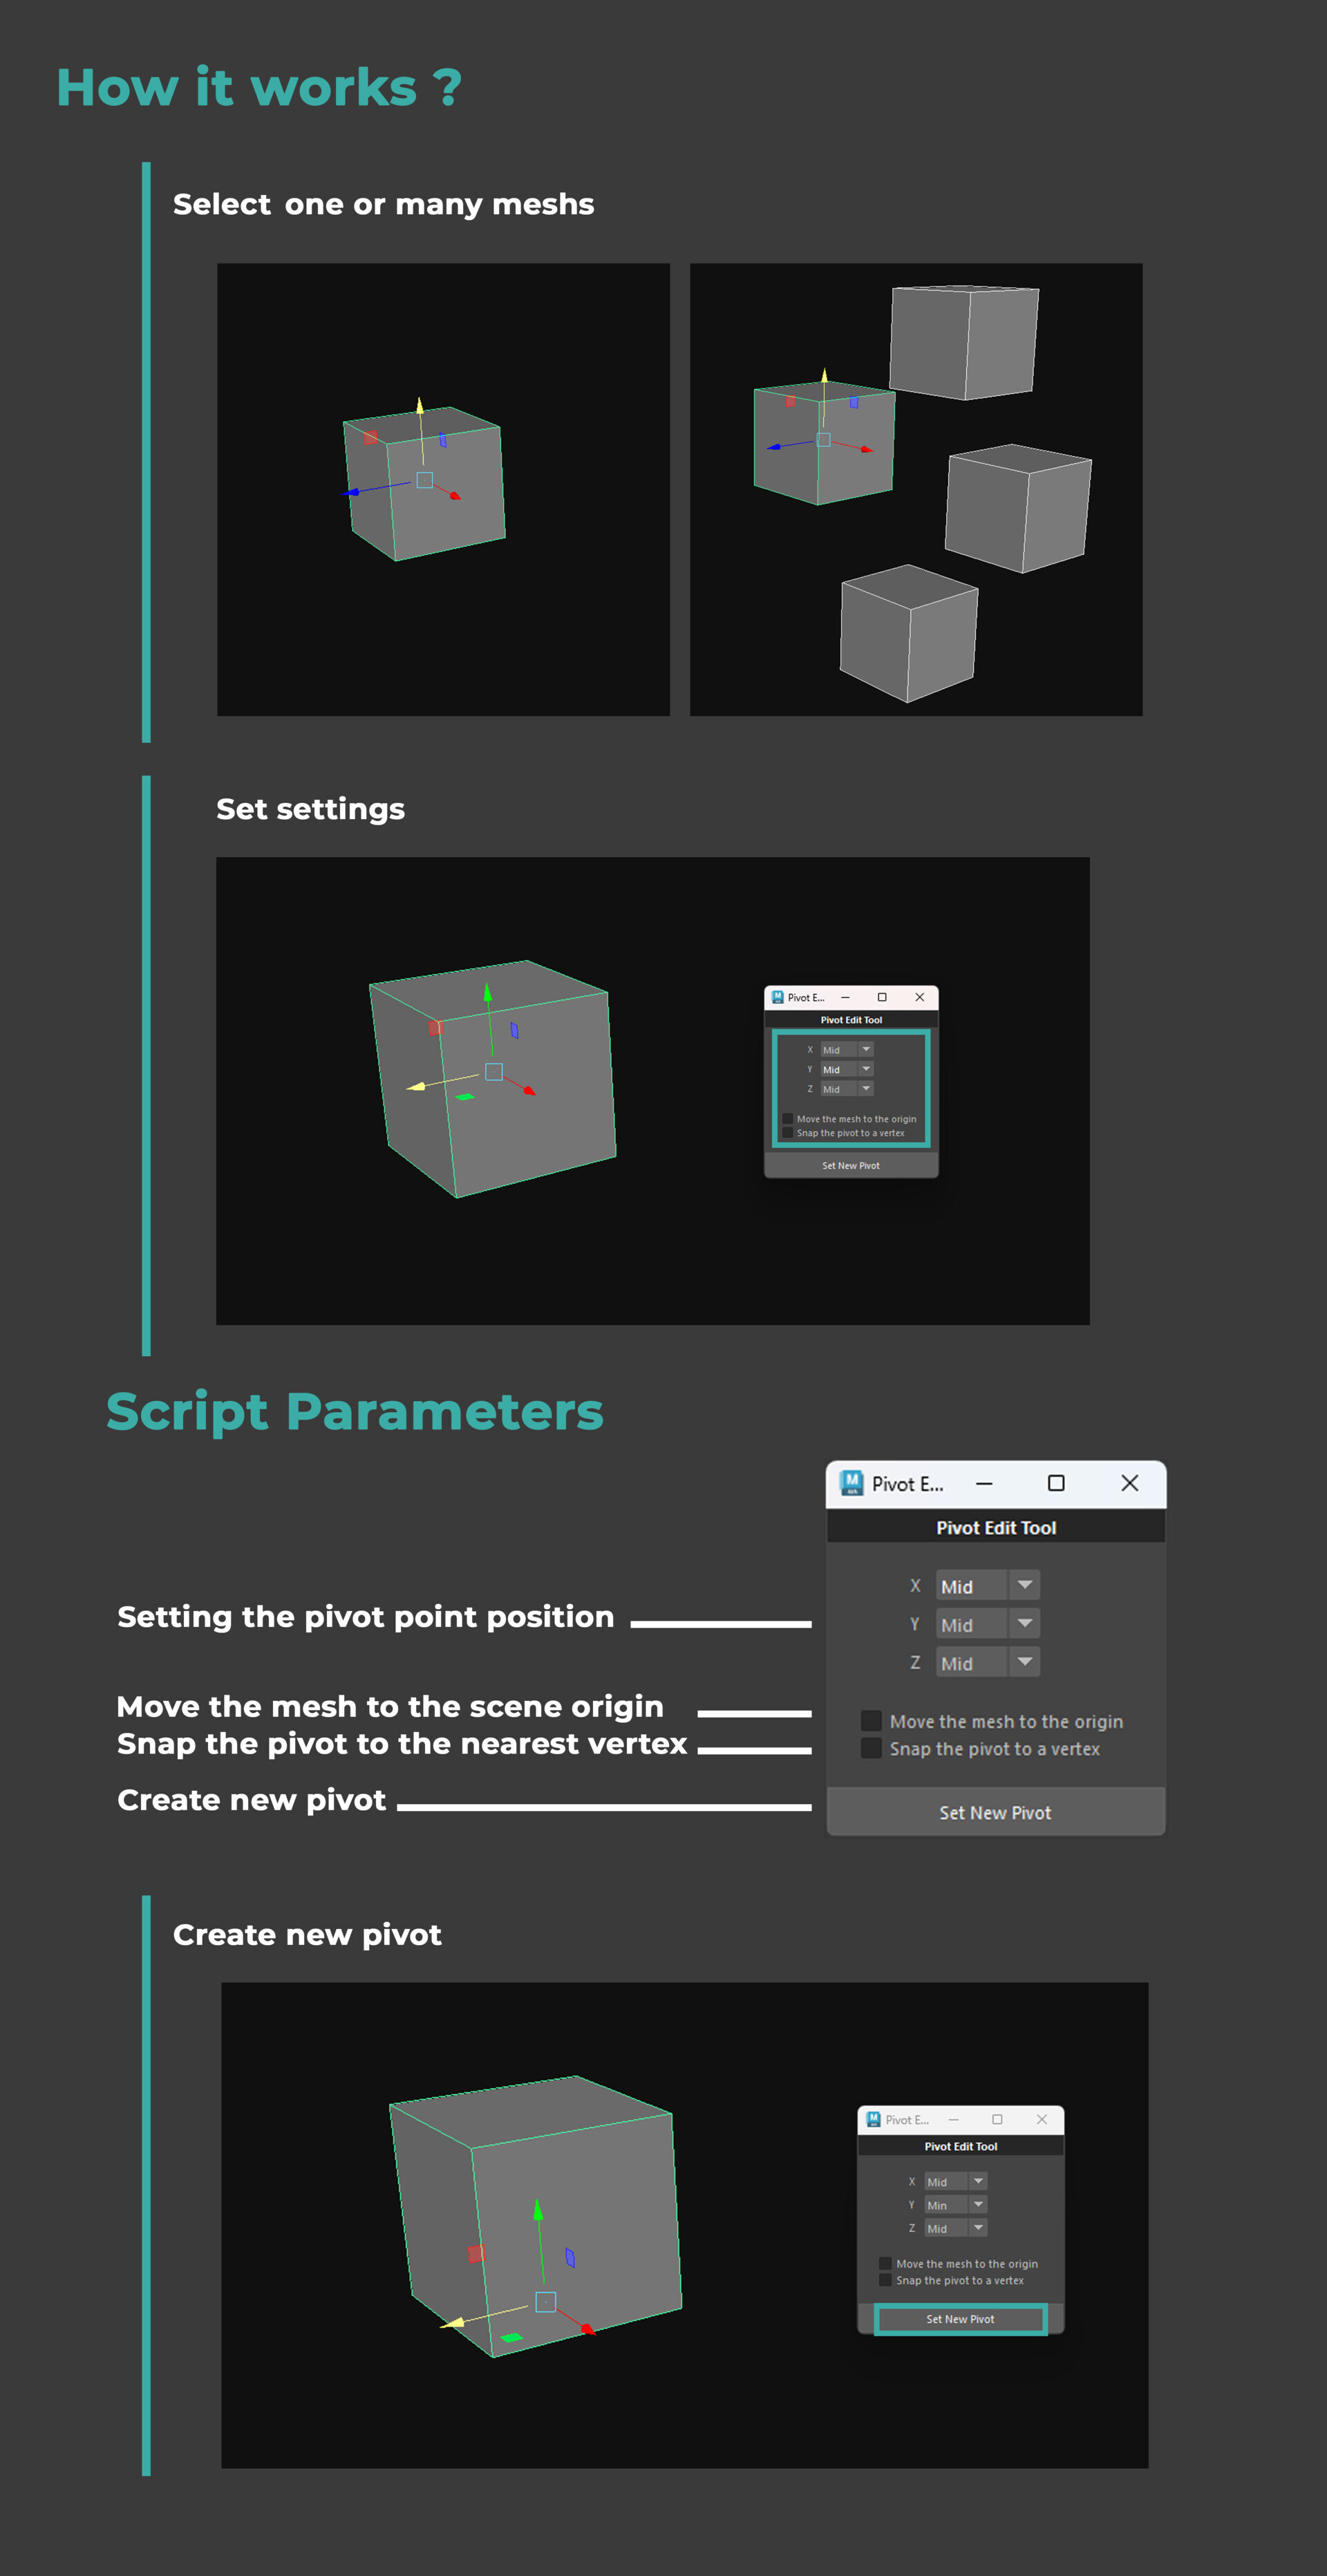 How it works ?
Select one or many meshs
Set settings
Pivot E...
Pivot Edit Tool
X Mid
Y Mid
Z Mid
Move the mesh to the origin
Snap the pivot to a vertex
Set New Pivot
Script Parameters
Setting the pivot point position
Move the mesh to the scene origin
Snap the pivot to the nearest vertex
Create new pivot
M
Pivot E...
Pivot Edit Tool
X Mid
Y Mid
Z Mid
Move the mesh to the origin
Snap the pivot to a vertex
Set New Pivot
Create new pivot
Pivot E...
Pivot Edit Tool
X Mid
Y Min
Z Mid
Move the mesh to the origin
Snap the pivot to a vertex
Set New Pivot